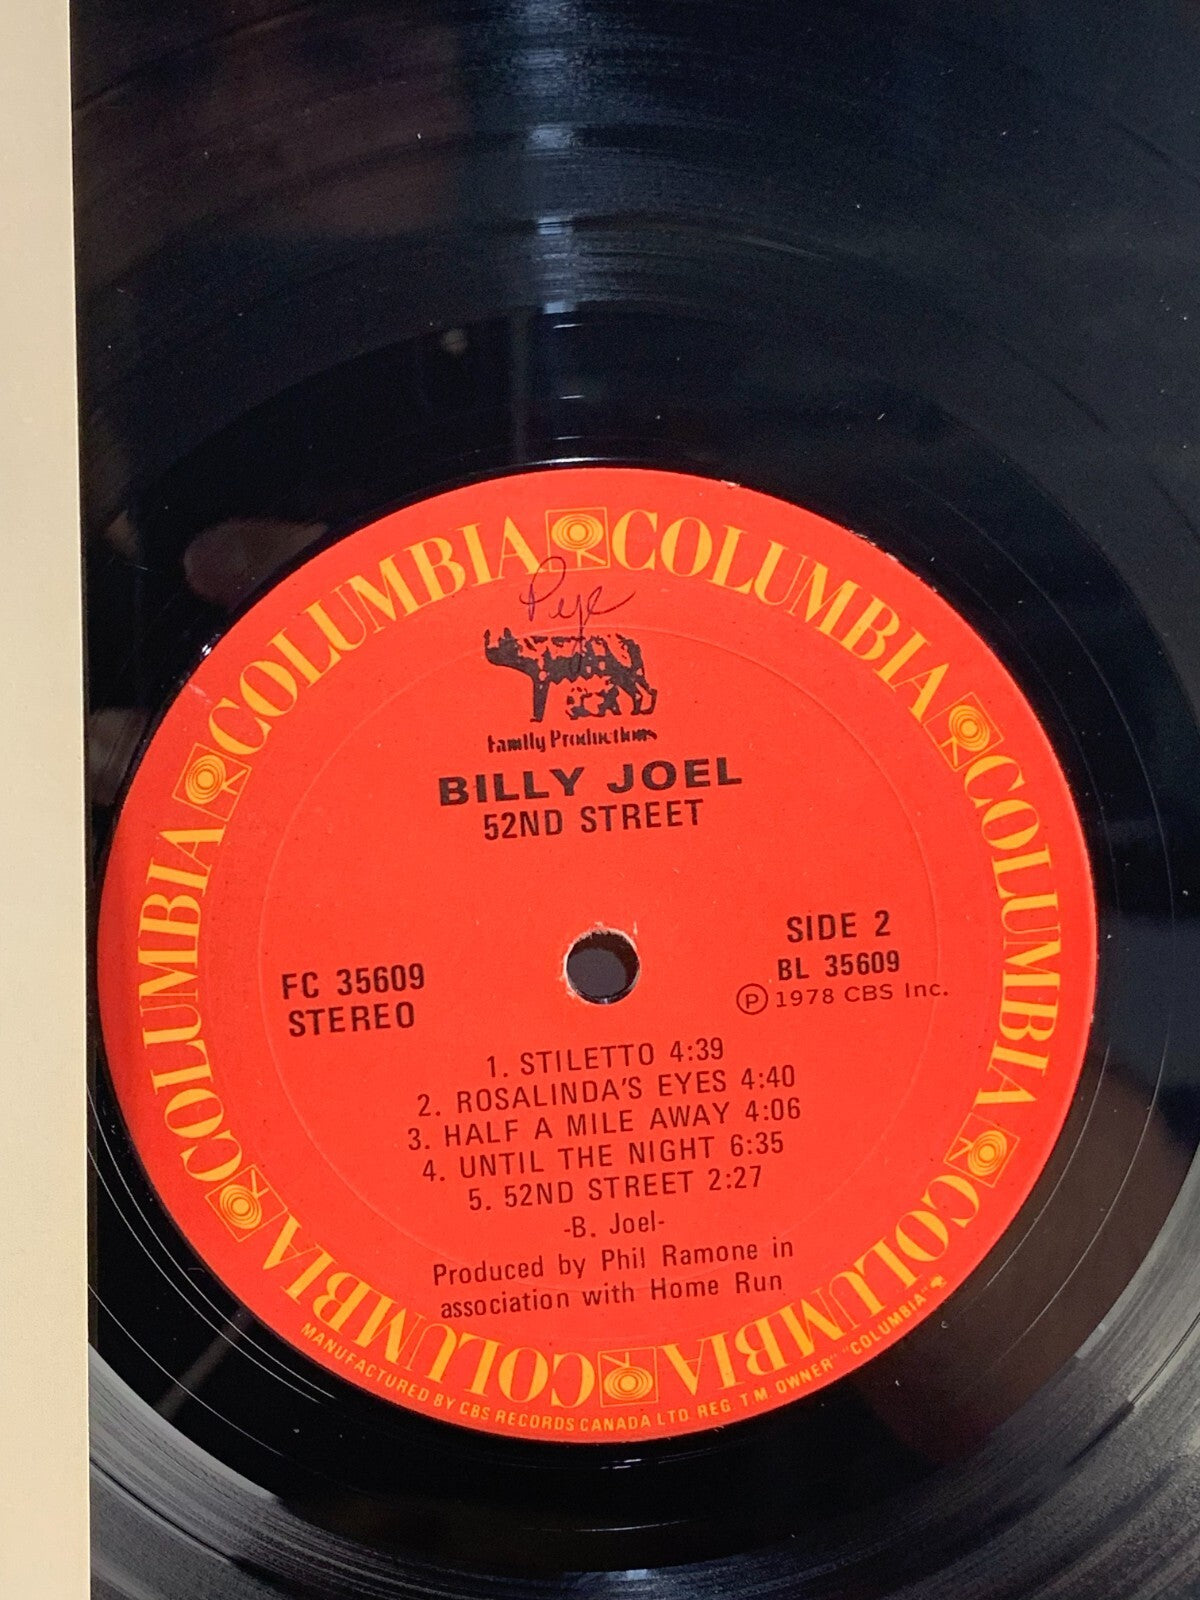 COLUMBIA COLUMBIA COLUMBIA COLUMBIA COLUMBIA COLUMBIA
Pye
Family Productions
BILLY JOEL
52ND STREET
SIDE 2
FC 35609
BL 35609
STEREO
℗ 1978 CBS Inc.
1. STILETTO 4:39
2. ROSALINDA'S EYES 4:40
3. HALF A MILE AWAY 4:06
4. UNTIL THE NIGHT 6:35
5. 52ND STREET 2:27
-B. Joel-
Produced by Phil Ramone in
association with Home Run
MANUFACTURED BY CBS RECORDS CANADA LTD. REG. T.M. OWNER "COLUMBIA"